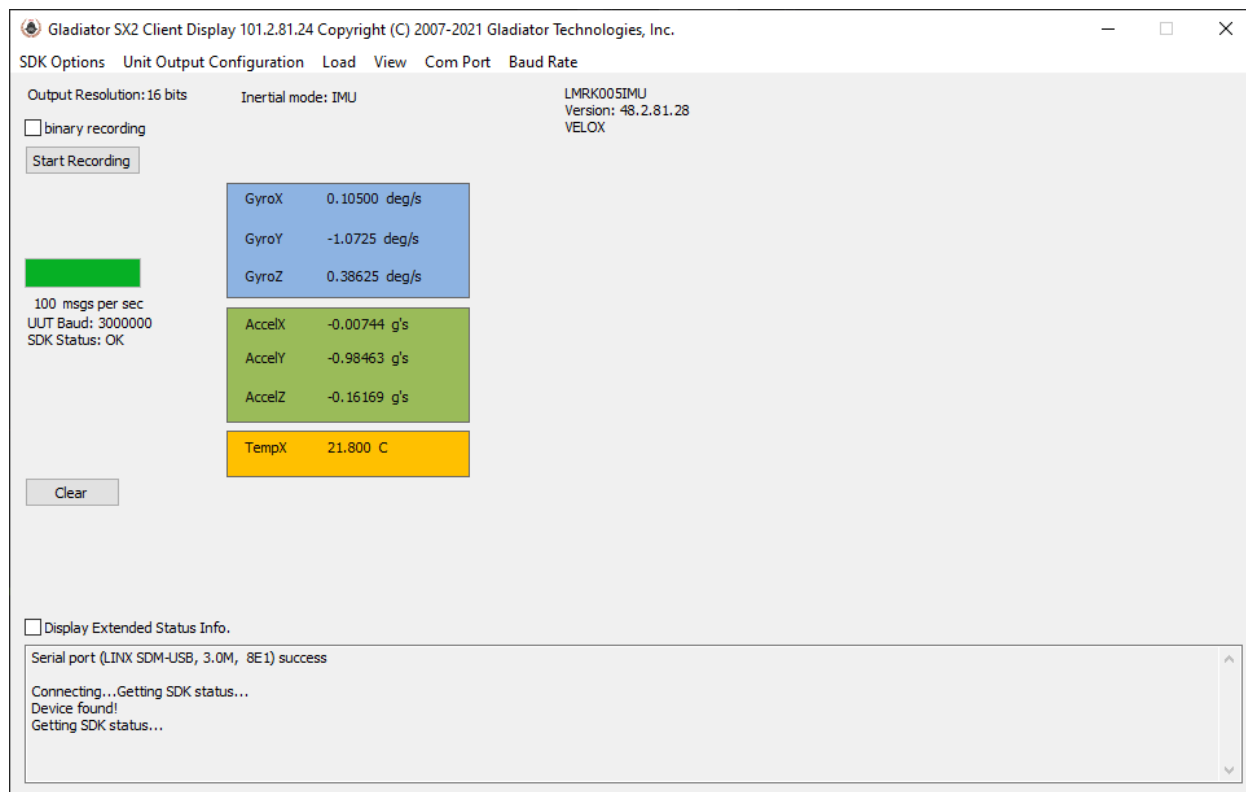 Gladiator SX2 Client Display 101.2.81.24 Copyright (C) 2007-2021 Gladiator Technologies, Inc.
SDK Options Unit Output Configuration Load View Com Port Baud Rate
Output Resolution: 16 bits
Inertial mode: IMU
LMRK005IMU
Version: 48.2.81.28
VELOX
binary recording
Start Recording
GyroX 0.10500 deg/s
GyroY -1.0725 deg/s
GyroZ 0.38625 deg/s
100 msgs per sec
UUT Baud: 3000000
SDK Status: OK
AccelX -0.00744 g's
AccelY -0.98463 g's
AccelZ -0.16169 g's
TempX 21.800 C
Clear
Display Extended Status Info.
Serial port (LINX SDM-USB, 3.0M, 8E1) success
Connecting...Getting SDK status...
Device found!
Getting SDK status...